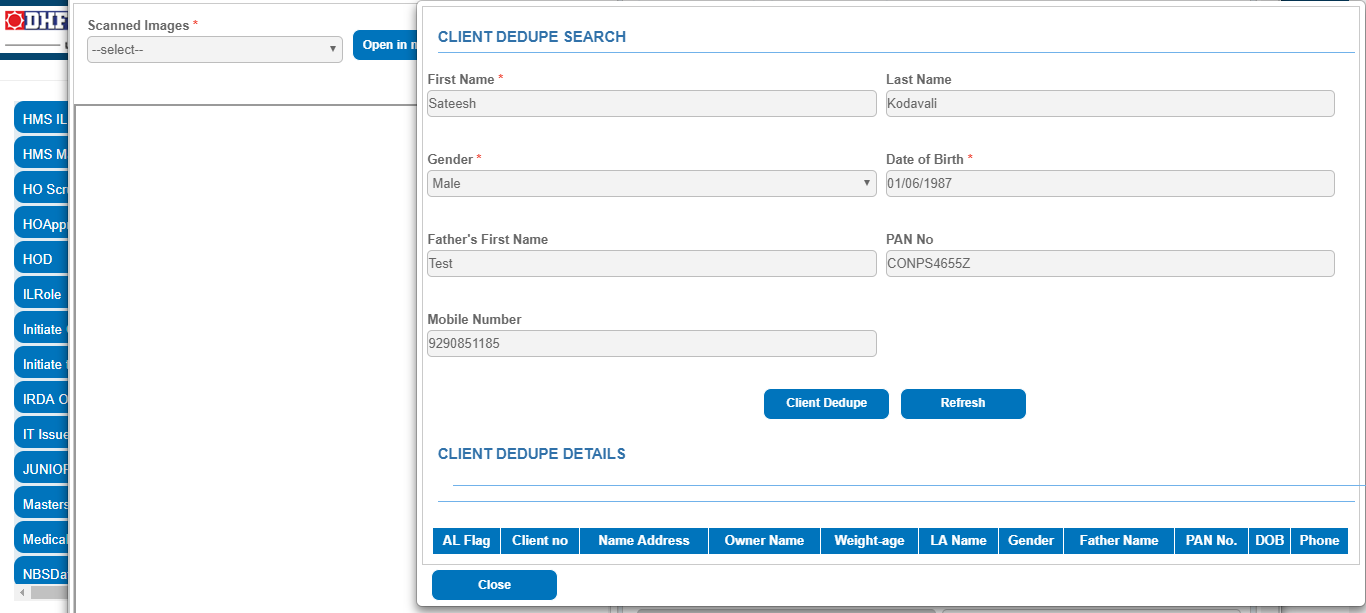 DHF
Scanned Images *
--select--
Open in n
HMS IL
HMS M
HO Scru
HOAppr
HOD
ILRole
Initiate
Initiate
IRDA O
IT Issue
JUNIOR
Masters
Medical
NBSDa
CLIENT DEDUPE SEARCH
First Name * Last Name
Sateesh Kodavali
Gender * Date of Birth *
Male 01/06/1987
Father's First Name PAN No
Test CONPS4655Z
Mobile Number
9290851185
Client Dedupe Refresh
CLIENT DEDUPE DETAILS
AL Flag Client no Name Address Owner Name Weight-age LA Name Gender Father Name PAN No. DOB Phone
Close